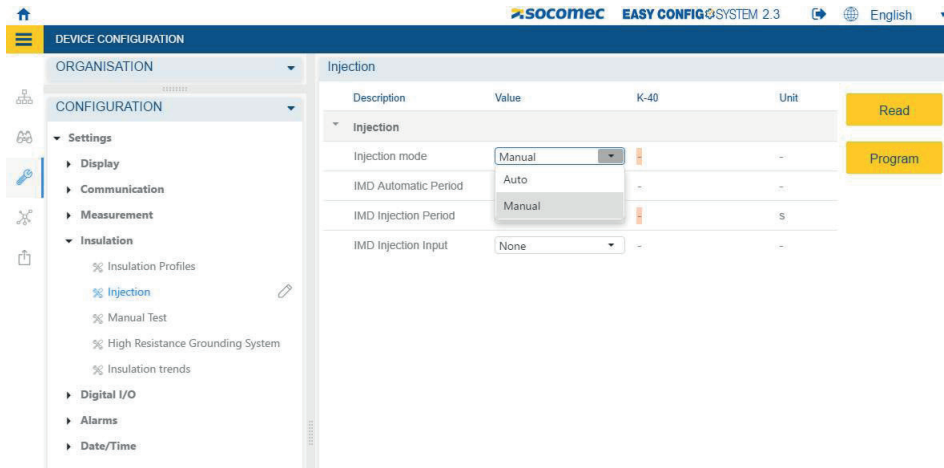 socomec EASY CONFIG SYSTEM 2.3 English
DEVICE CONFIGURATION
ORGANISATION
CONFIGURATION
Settings
Display
Communication
Measurement
Insulation
Insulation Profiles
Injection
Manual Test
High Resistance Grounding System
Insulation trends
Digital I/O
Alarms
Date/Time
Injection
Description Value K-40 Unit
Injection
Injection mode Manual - -
Auto
Manual
IMD Automatic Period - -
IMD Injection Period - s
IMD Injection Input None - -
Read
Program